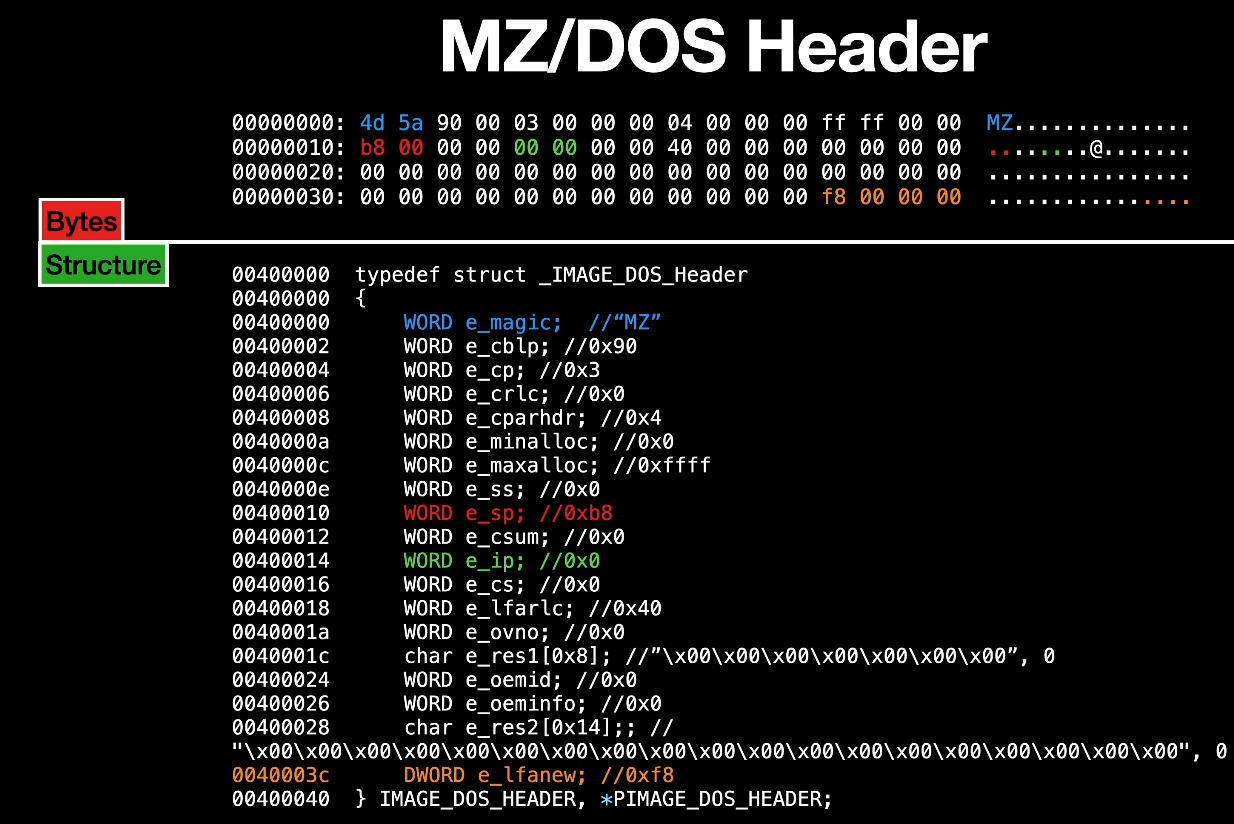 MZ/DOS Header
00000000: 4d 5a 90 00 03 00 00 00 04 00 00 00 ff ff 00 00  MZ..............
00000010: b8 00 00 00 00 00 00 00 40 00 00 00 00 00 00 00  ........@.......
00000020: 00 00 00 00 00 00 00 00 00 00 00 00 00 00 00 00  ................
00000030: 00 00 00 00 00 00 00 00 00 00 00 00 f8 00 00 00  ................
Bytes
Structure
00400000  typedef struct _IMAGE_DOS_Header
00400000  {
00400000      WORD e_magic;  //“MZ”
00400002      WORD e_cblp; //0x90
00400004      WORD e_cp; //0x3
00400006      WORD e_crlc; //0x0
00400008      WORD e_cparhdr; //0x4
0040000a      WORD e_minalloc; //0x0
0040000c      WORD e_maxalloc; //0xffff
0040000e      WORD e_ss; //0x0
00400010      WORD e_sp; //0xb8
00400012      WORD e_csum; //0x0
00400014      WORD e_ip; //0x0
00400016      WORD e_cs; //0x0
00400018      WORD e_lfarlc; //0x40
0040001a      WORD e_ovno; //0x0
0040001c      char e_res1[0x8]; //”\x00\x00\x00\x00\x00\x00\x00”, 0
00400024      WORD e_oemid; //0x0
00400026      WORD e_oeminfo; //0x0
00400028      char e_res2[0x14];; //
"\x00\x00\x00\x00\x00\x00\x00\x00\x00\x00\x00\x00\x00\x00\x00\x00\x00\x00\x00", 0
0040003c      DWORD e_lfanew; //0xf8
00400040  } IMAGE_DOS_HEADER, *PIMAGE_DOS_HEADER;